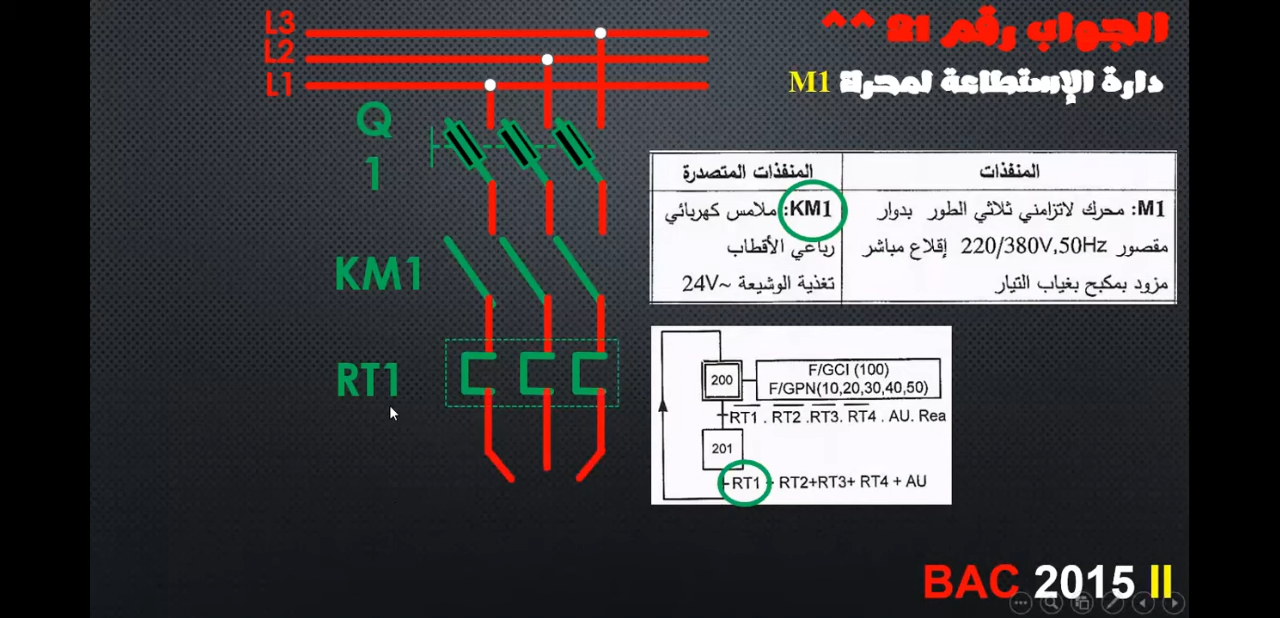 الجواب رقم 21 ^^
دارة الإستطاعة لمحرك M1
L3
L2
L1
Q
1
KM1
RT1
المنفذات
المنفذات المتصدرة
M1: محرك لاتزامني ثلاثي الطور بدوار
مقصور 220/380V,50Hz إقلاع مباشر
مزود بمكبح بغياب التيار
KM1: ملامس كهربائي
رباعي الأقطاب
تغذية الوشيعة ~24V
200
F/GCI (100)
F/GPN(10,20,30,40,50)
RT1 . RT2 .RT3. RT4 . AU. Rea
201
RT1 + RT2+RT3+ RT4 + AU
BAC 2015 II